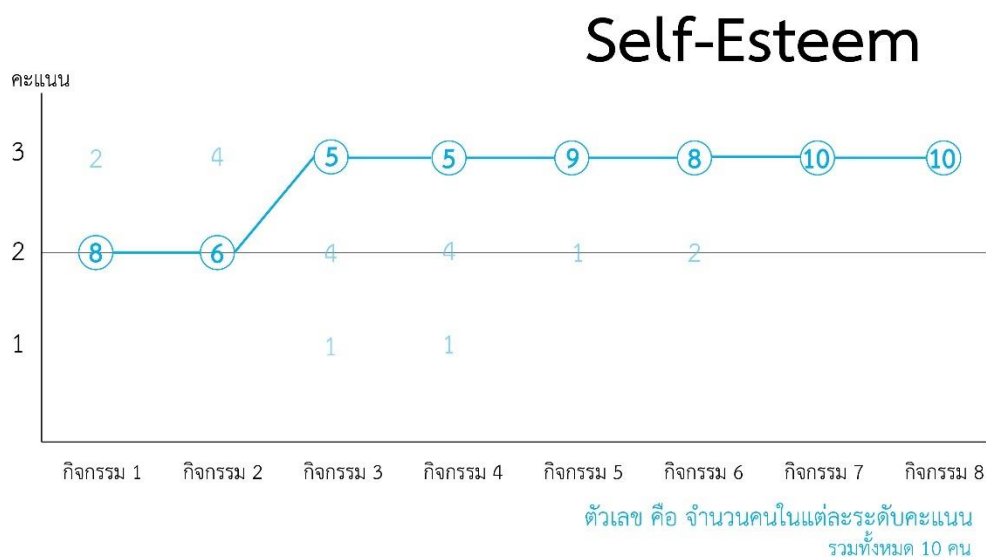 Self-Esteem
คะแนน
3 2 4 5 5 9 8 10 10
2 8 6 4 4 1 2
1 1 1
กิจกรรม 1 กิจกรรม 2 กิจกรรม 3 กิจกรรม 4 กิจกรรม 5 กิจกรรม 6 กิจกรรม 7 กิจกรรม 8
ตัวเลข คือ จำนวนคนในแต่ละระดับคะแนน
รวมทั้งหมด 10 คน